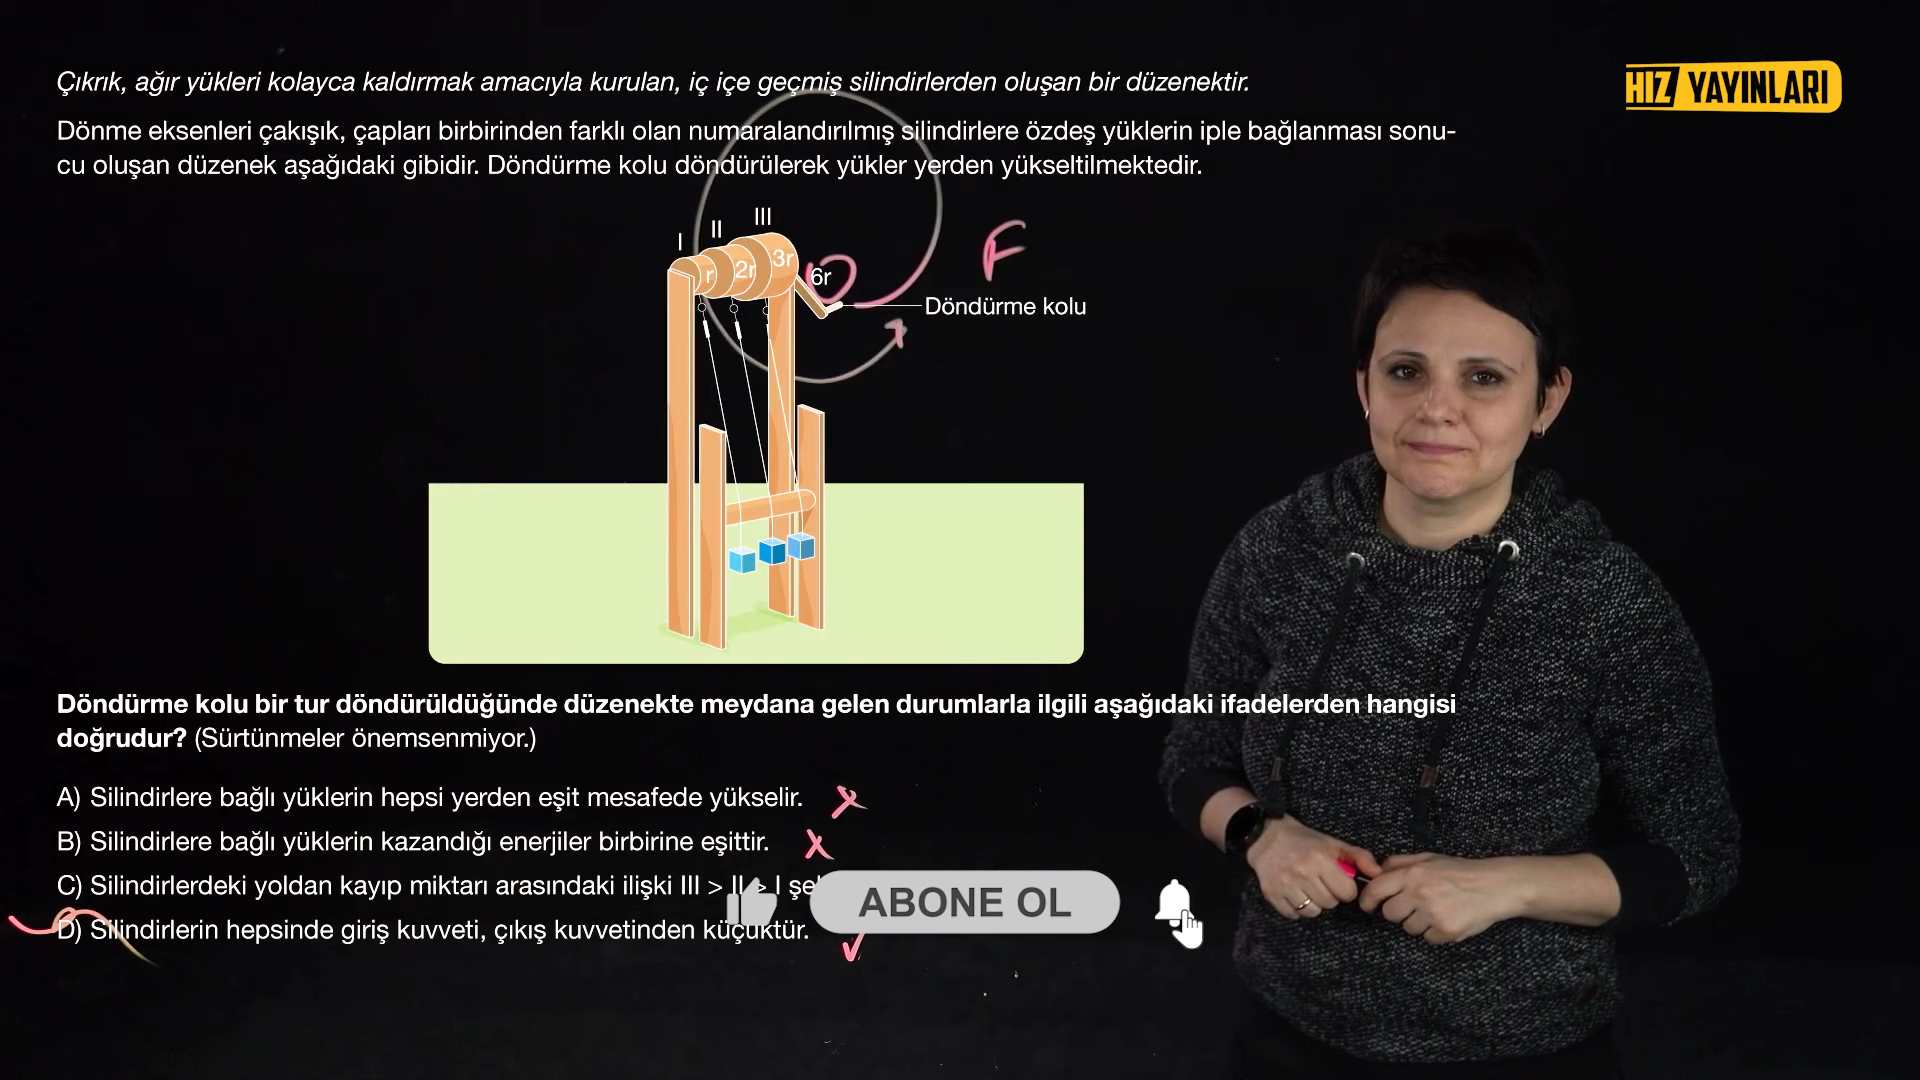 HIZ YAYINLARI
Çıkrık, ağır yükleri kolayca kaldırmak amacıyla kurulan, iç içe geçmiş silindirlerden oluşan bir düzenektir.
Dönme eksenleri çakışık, çapları birbirinden farklı olan numaralandırılmış silindirlere özdeş yüklerin iple bağlanması sonu-
cu oluşan düzenek aşağıdaki gibidir. Döndürme kolu döndürülerek yükler yerden yükseltilmektedir.
I II III
r 2r 3r 6r
F
Döndürme kolu
Döndürme kolu bir tur döndürüldüğünde düzenekte meydana gelen durumlarla ilgili aşağıdaki ifadelerden hangisi
doğrudur? (Sürtünmeler önemsenmiyor.)
A) Silindirlere bağlı yüklerin hepsi yerden eşit mesafede yükselir.
B) Silindirlere bağlı yüklerin kazandığı enerjiler birbirine eşittir.
C) Silindirlerdeki yoldan kayıp miktarı arasındaki ilişki III > II > I
D) Silindirlerin hepsinde giriş kuvveti, çıkış kuvvetinden küçüktür.
ABONE OL